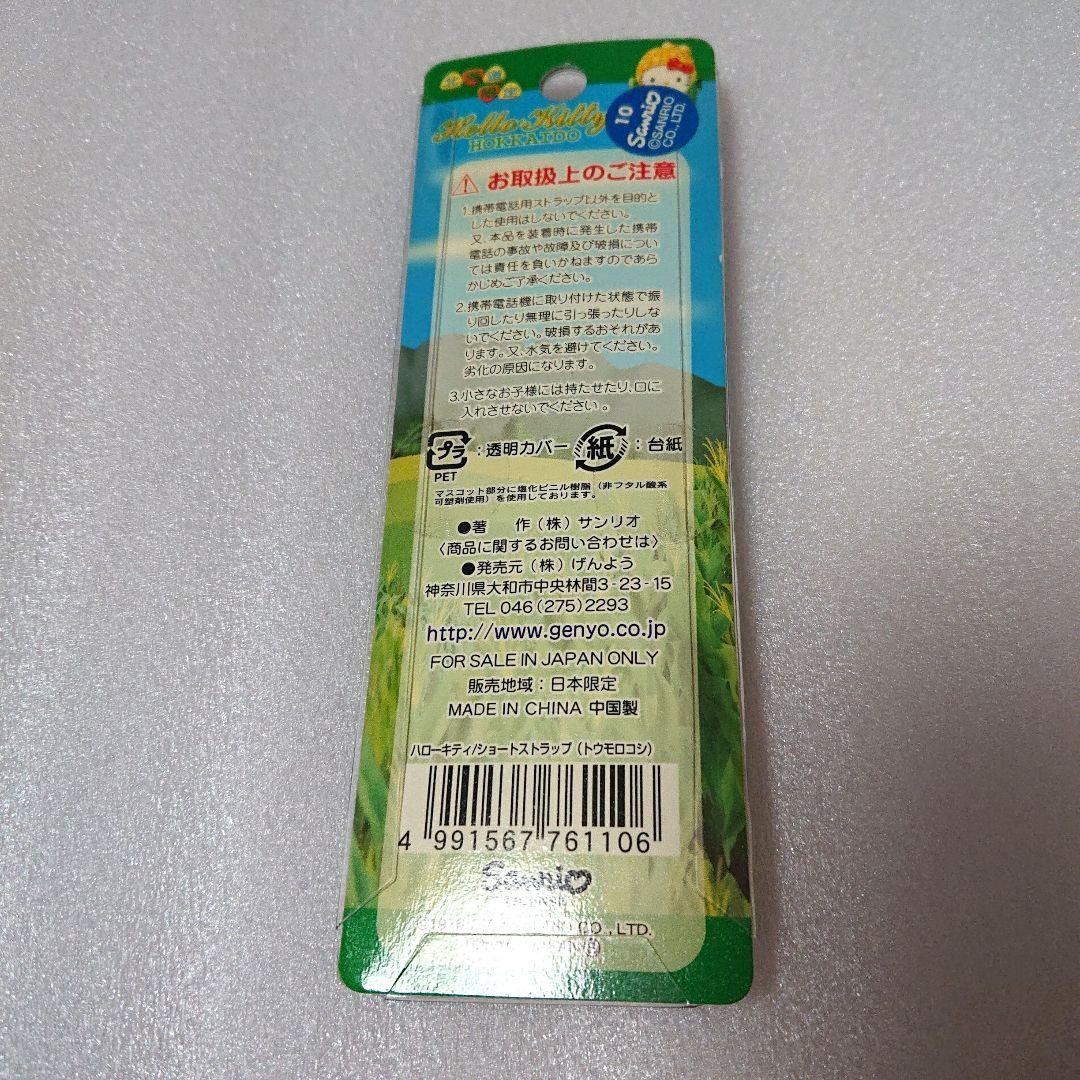 北海道限定
Hello Kitty
HOKKAIDO
10
Sanrio
©SANRIO
CO.,LTD.
お取扱上のご注意
1.携帯電話用ストラップ以外を目的と
した使用はしないでください。
又、本品を装着時に発生した携帯
電話の事故や故障及び破損につい
ては責任を負いかねますのであら
かじめご了承ください。
2.携帯電話機に取り付けた状態で振
り回したり無理に引っ張ったりしな
いでください。破損するおそれがあ
ります。又、水気を避けてください。
劣化の原因になります。
3.小さなお子様には持たせたり、口に
入れさせないでください。
プラ:透明カバー 紙:台紙
PET
マスコット部分に塩化ビニル樹脂(非フタル酸系
可塑剤使用)を使用しております。
●著　作(株)サンリオ
〈商品に関するお問い合わせは〉
●発売元(株)げんよう
神奈川県大和市中央林間3-23-15
TEL 046(275)2293
http://www.genyo.co.jp
FOR SALE IN JAPAN ONLY
販売地域:日本限定
MADE IN CHINA 中国製
ハローキティ/ショートストラップ(トウモロコシ)
4 991567 761106
Sanrio
CO., LTD.